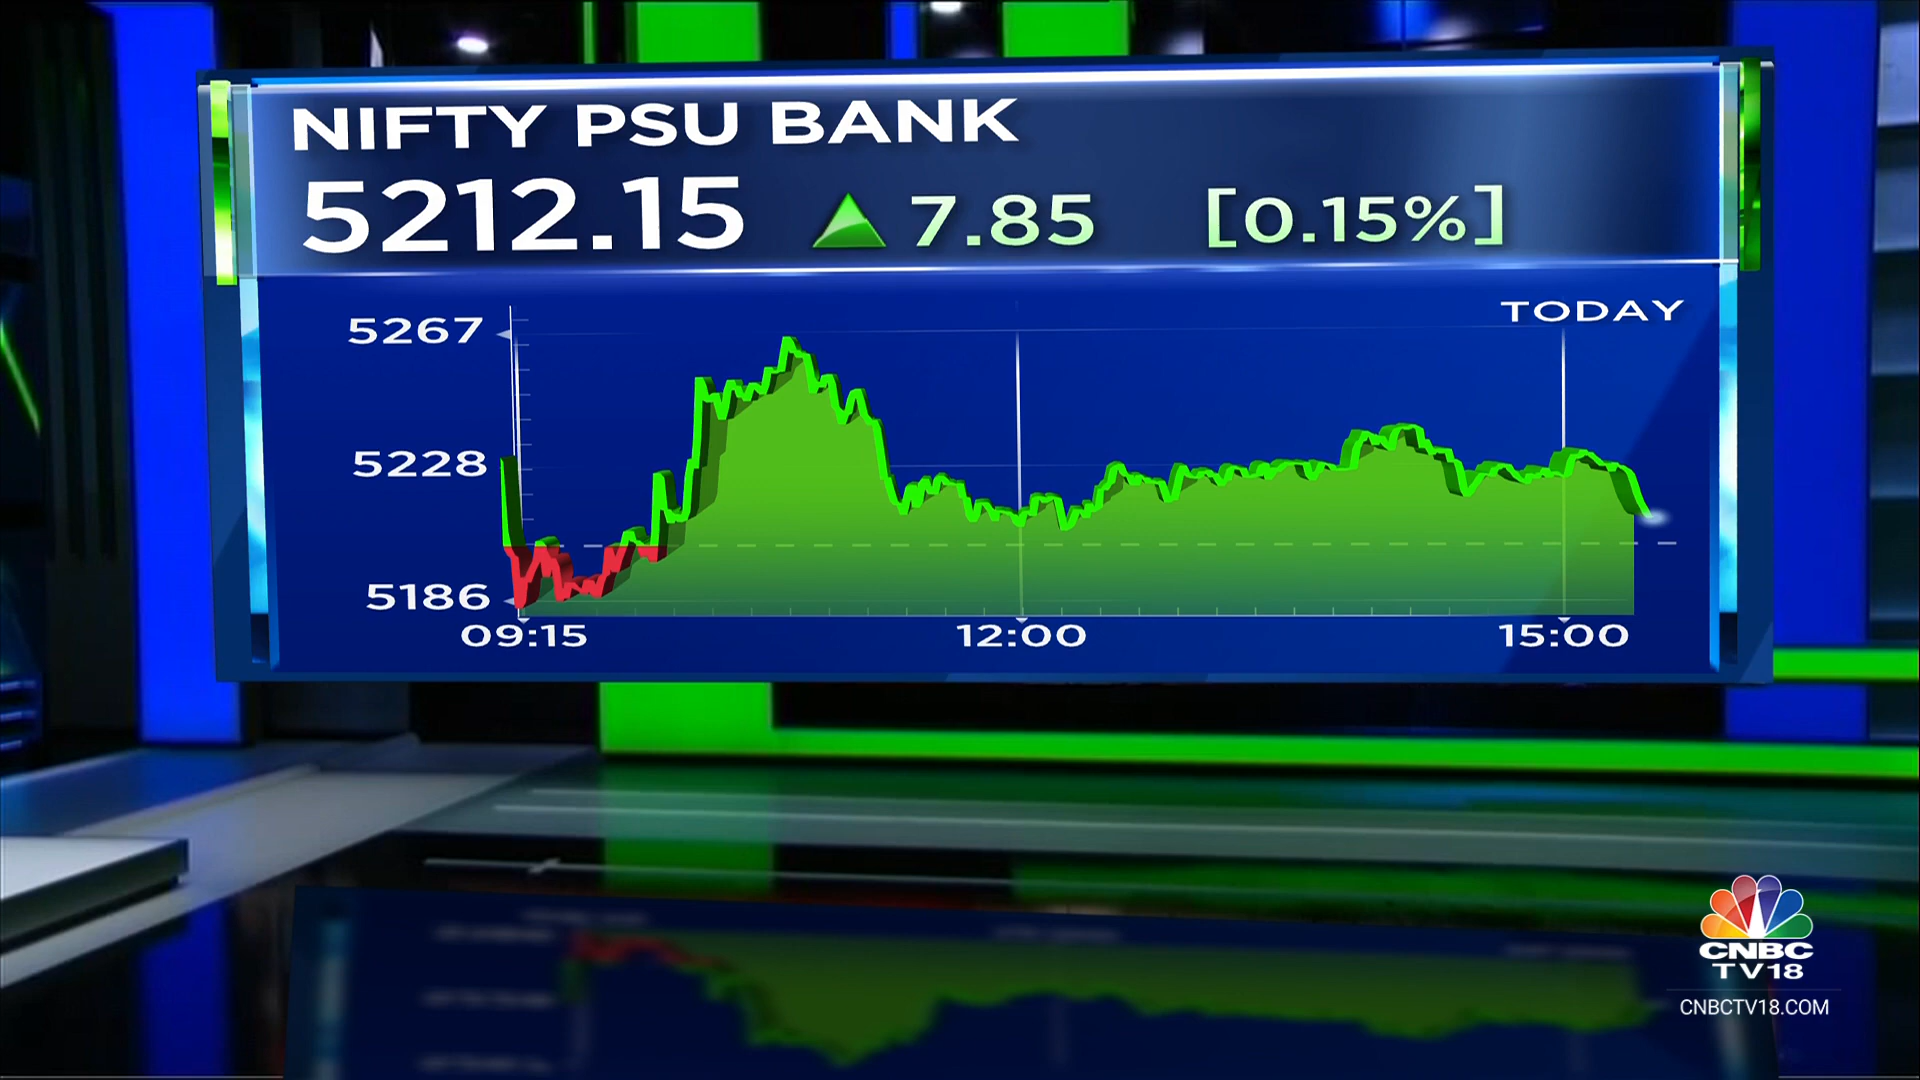 NIFTY PSU BANK
5212.15 ▲ 7.85 [0.15%]
TODAY
5267
5228
5186
09:15 12:00 15:00
CNBC
TV18
CNBCTV18.COM